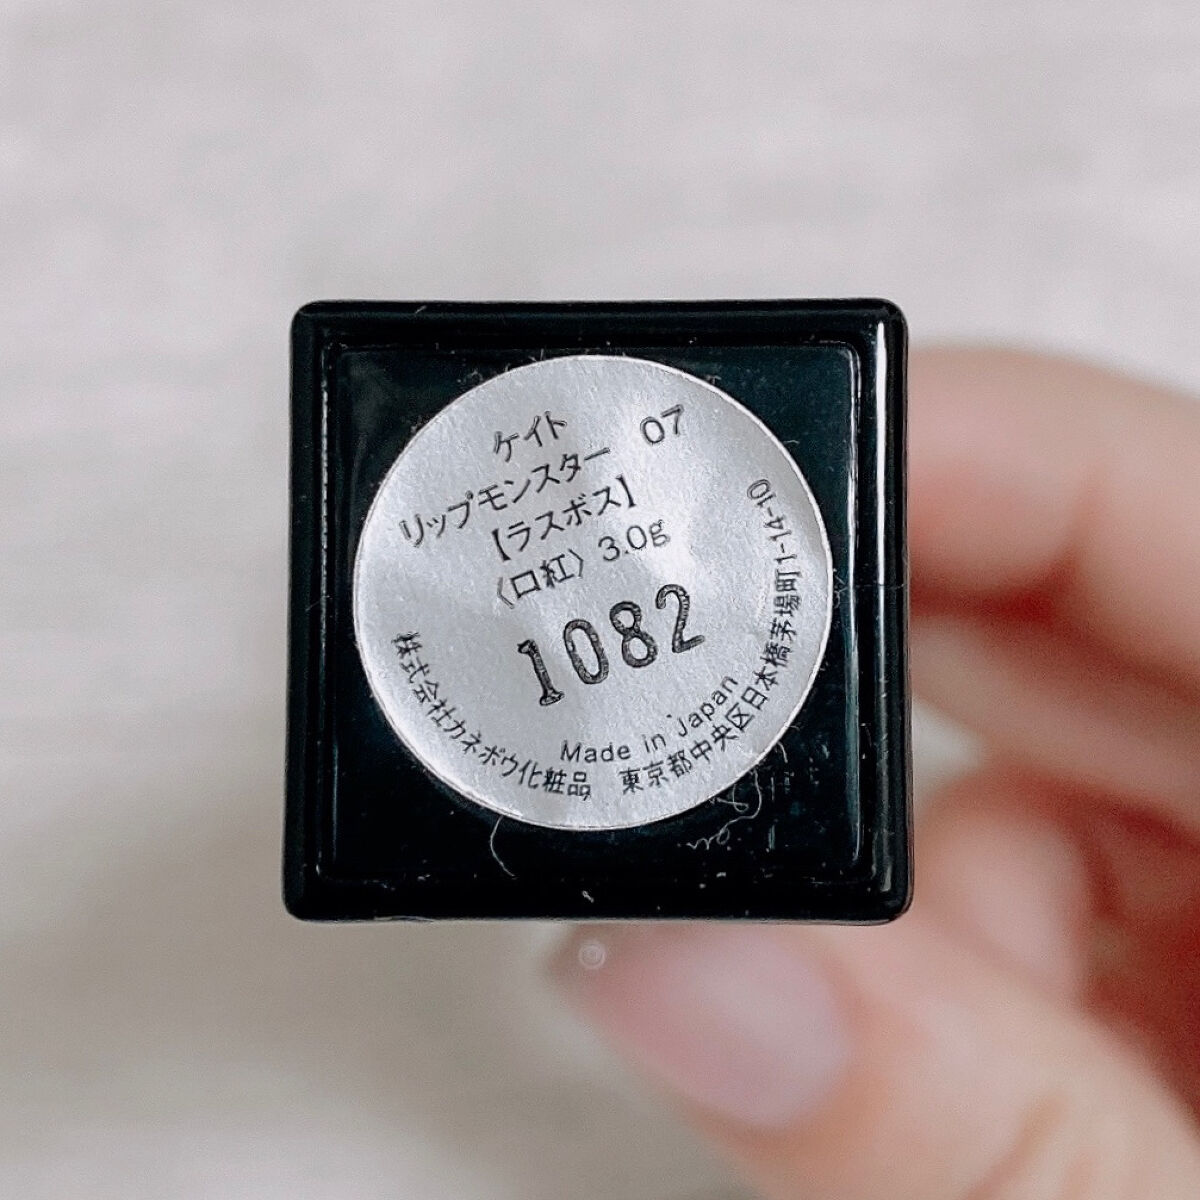 ケイト
リップモンスター 07
【ラスボス】
〈口紅〉 3.0g
1082
Made in Japan
株式会社カネボウ化粧品 東京都中央区日本橋茅場町1-14-10